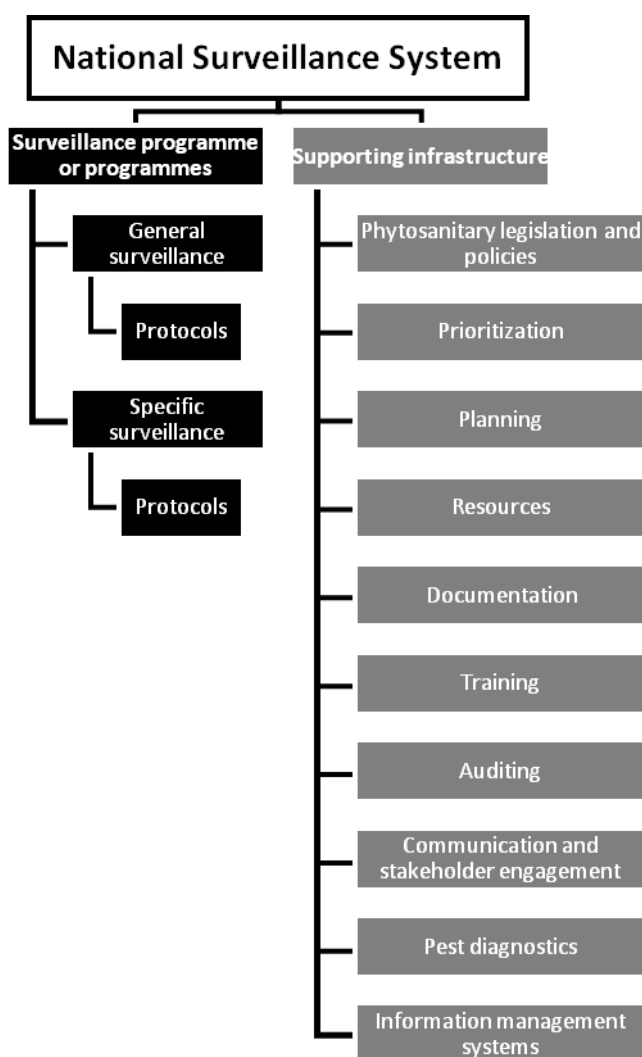 National Surveillance System
Surveillance programme
or programmes
General
surveillance
Protocols
Specific
surveillance
Protocols
Supporting infrastructure
Phytosanitary legislation and
policies
Prioritization
Planning
Resources
Documentation
Training
Auditing
Communication and
stakeholder engagement
Pest diagnostics
Information management
systems